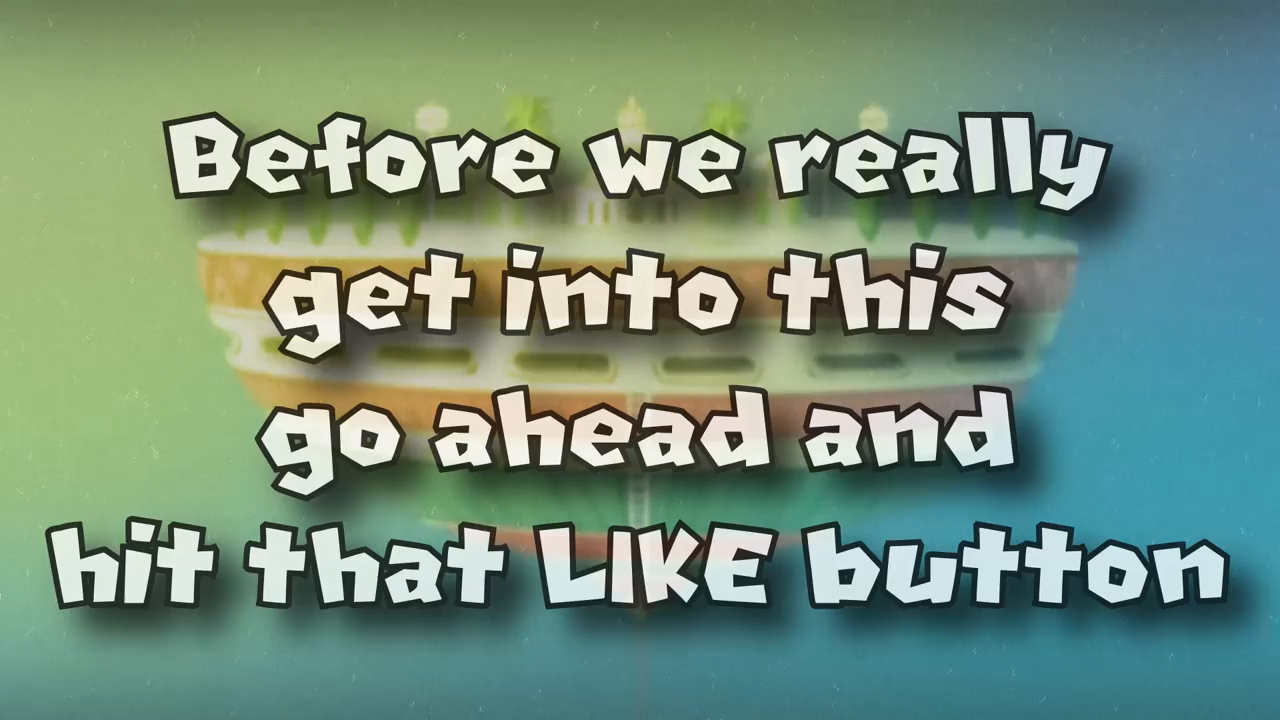 Before we really
get into this
go ahead and
hit that LIKE button